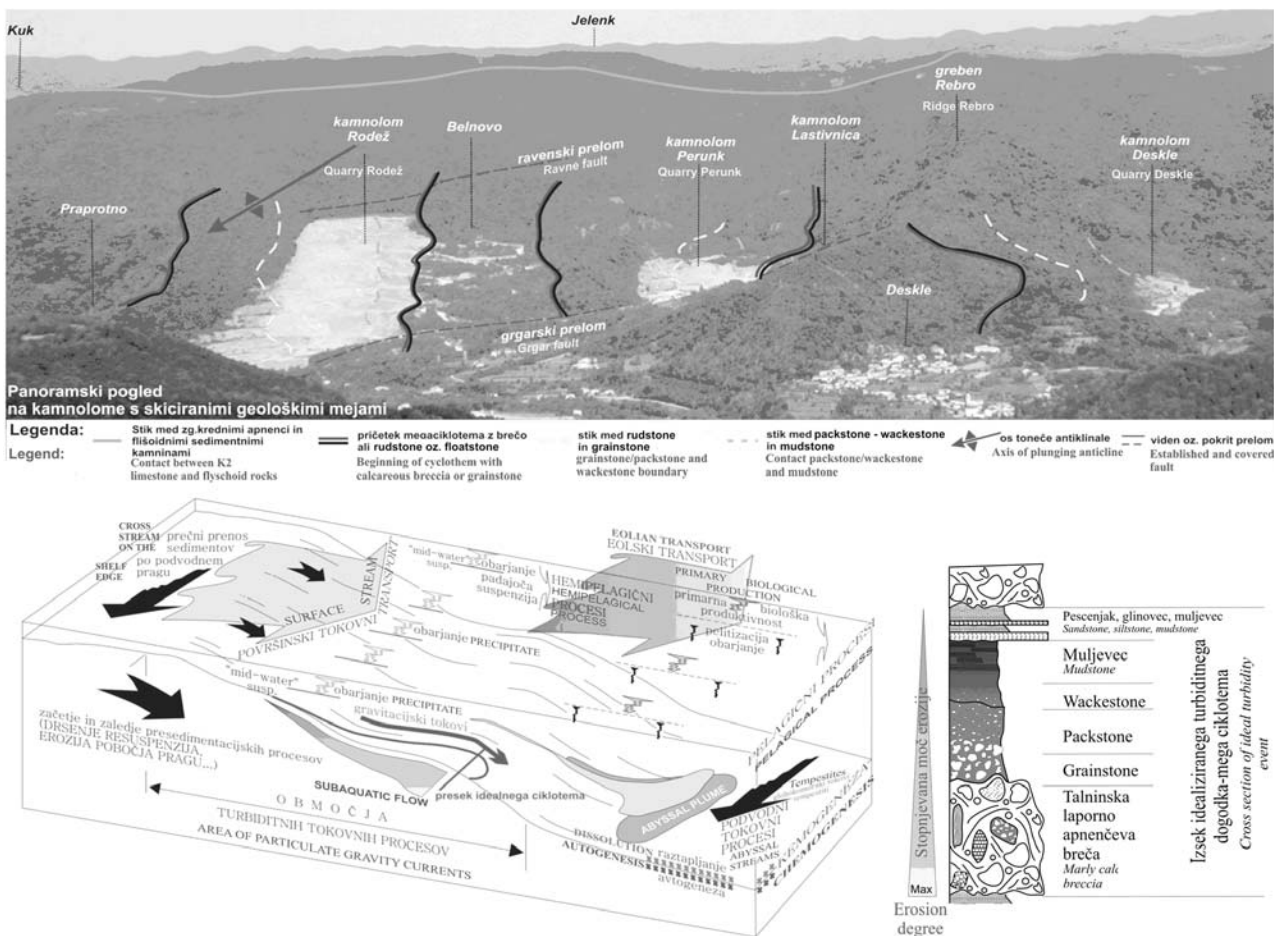 Kuk
Jelenk
greben
Rebro
Ridge Rebro
kamnolom
Rodež
Quarry Rodež
Belnovo
ravenski prelom
Ravne fault
kamnolom
Perunk
Quarry Perunk
kamnolom
Lastivnica
kamnolom
Deskle
Quarry Deskle
Praprotno
Deskle
grgarski prelom
Grgar fault
Panoramski pogled
na kamnolome s skiciranimi geološkimi mejami
Legenda:
Legend:
Stik med zg.krednimi apnenci in
flišoidnimi sedimentnimi
kamninami
Contact between K2
limestone and flyschoid rocks
pričetek megaciklotema z brečo
ali rudstone oz. floatstone
Beginning of cyclothem with
calcareous breccia or grainstone
stik med rudstone
in grainstone
grainstone/packstone and
wackestone boundary
stik med packstone - wackestone
in mudstone
Contact packstone/wackestone
and mudstone
os toneče antiklinale
Axis of plunging anticline
viden oz. pokrit prelom
Established and covered
fault
CROSS
STREAM
ON THE
SHELF
EDGE
prečni prenos
sedimentov
po podvodnem
pragu
SURFACE
STREAM
TRANSPORT
POVRŠINSKI TOKOVNI
"mid-water"
susp.
obarjanje
padajoča
suspenzija
HEMIPELAGIČNI
HEMIPELAGICAL
PROCESI
PROCESS
EOLIAN TRANSPORT
EOLSKI TRANSPORT
PRIMARY
PRODUCTION
primarna
produktivnost
BIOLOGICAL
biološka
pelitizacija
obarjanje
obarjanje PRECIPITATE
"mid-water"
susp.
obarjanje PRECIPITATE
gravitacijski tokovi
PELAGIČNI PROCESI
PELAGICAL PROCESS
začetje in zaledje presedimentacijskih procesov
(DRSENJE RESUSPENZIJA,
EROZIJA POBOČJA PRAGU...)
SUBAQUATIC FLOW
presek idealnega ciklotema
ABYSSAL PLUME
Tempestites
PODVODNI
TOKOVNI
PROCESI
ABYSSAL
STREAMS
OBMOČJA
TURBIDITNIH TOKOVNIH PROCESOV
AREA OF PARTICULATE GRAVITY CURRENTS
DISSOLUTION raztapljanje
AUTOGENESIS
avtogeneza
CHEMOGENESIS
Stopnjevana moč erozije
Max
Erosion
degree
Pescenjak, glinovec, muljevec
Sandstone, siltstone, mudstone
Muljevec
Mudstone
Wackestone
Packstone
Grainstone
Talninska
laporno
apnenčeva
breča
Marly calc
breccia
Izsek idealiziranega turbiditnega
dogodka-mega ciklotema
Cross section of ideal turbidity
event